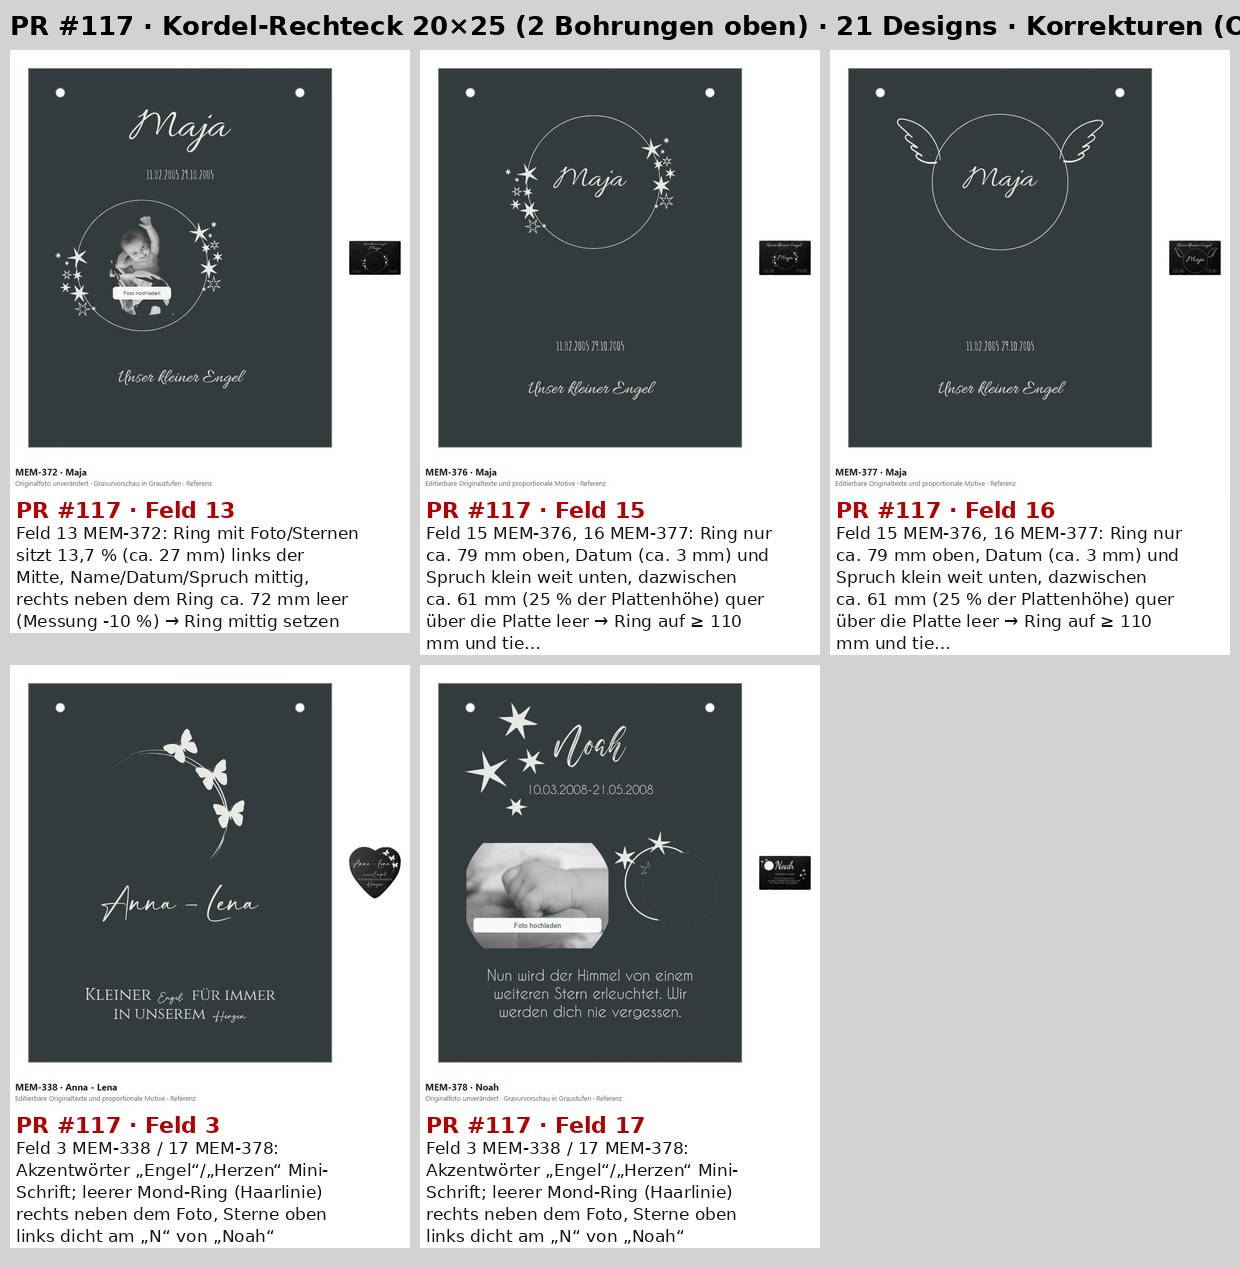 PR #117 · Kordel-Rechteck 20×25 (2 Bohrungen oben) · 21 Designs · Korrekturen (
Maja
11.02.2005 29.10.2005
Foto hochladen
Unser kleiner Engel
MEM-372 · Maja
Originalfoto unverändert · Gravurvorschau in Graustufen · Referenz
PR #117 · Feld 13
Feld 13 MEM-372: Ring mit Foto/Sternen
sitzt 13,7 % (ca. 27 mm) links der
Mitte, Name/Datum/Spruch mittig,
rechts neben dem Ring ca. 72 mm leer
(Messung -10 %) → Ring mittig setzen
Maja
11.02.2005 29.10.2005
Unser kleiner Engel
Unser kleiner Engel
Maja
MEM-376 · Maja
Editierbare Originaltexte und proportionale Motive · Referenz
PR #117 · Feld 15
Feld 15 MEM-376, 16 MEM-377: Ring nur
ca. 79 mm oben, Datum (ca. 3 mm) und
Spruch klein weit unten, dazwischen
ca. 61 mm (25 % der Plattenhöhe) quer
über die Platte leer → Ring auf ≥ 110
mm und tie…
Maja
11.02.2005 29.10.2005
Unser kleiner Engel
Unser kleiner Engel
Maja
MEM-377 · Maja
Editierbare Originaltexte und proportionale Motive · Referenz
PR #117 · Feld 16
Feld 15 MEM-376, 16 MEM-377: Ring nur
ca. 79 mm oben, Datum (ca. 3 mm) und
Spruch klein weit unten, dazwischen
ca. 61 mm (25 % der Plattenhöhe) quer
über die Platte leer → Ring auf ≥ 110
mm und tie…
Anna – Lena
KLEINER Engel FÜR IMMER
IN UNSEREM Herzen
Anna – Lena
MEM-338 · Anna - Lena
Editierbare Originaltexte und proportionale Motive · Referenz
PR #117 · Feld 3
Feld 3 MEM-338 / 17 MEM-378:
Akzentwörter „Engel“/„Herzen“ Mini-
Schrift; leerer Mond-Ring (Haarlinie)
rechts neben dem Foto, Sterne oben
links dicht am „N“ von „Noah“
Noah
10.03.2008-21.05.2008
Foto hochladen
Nun wird der Himmel von einem
weiteren Stern erleuchtet. Wir
werden dich nie vergessen.
Noah
MEM-378 · Noah
Originalfoto unverändert · Gravurvorschau in Graustufen · Referenz
PR #117 · Feld 17
Feld 3 MEM-338 / 17 MEM-378:
Akzentwörter „Engel“/„Herzen“ Mini-
Schrift; leerer Mond-Ring (Haarlinie)
rechts neben dem Foto, Sterne oben
links dicht am „N“ von „Noah“